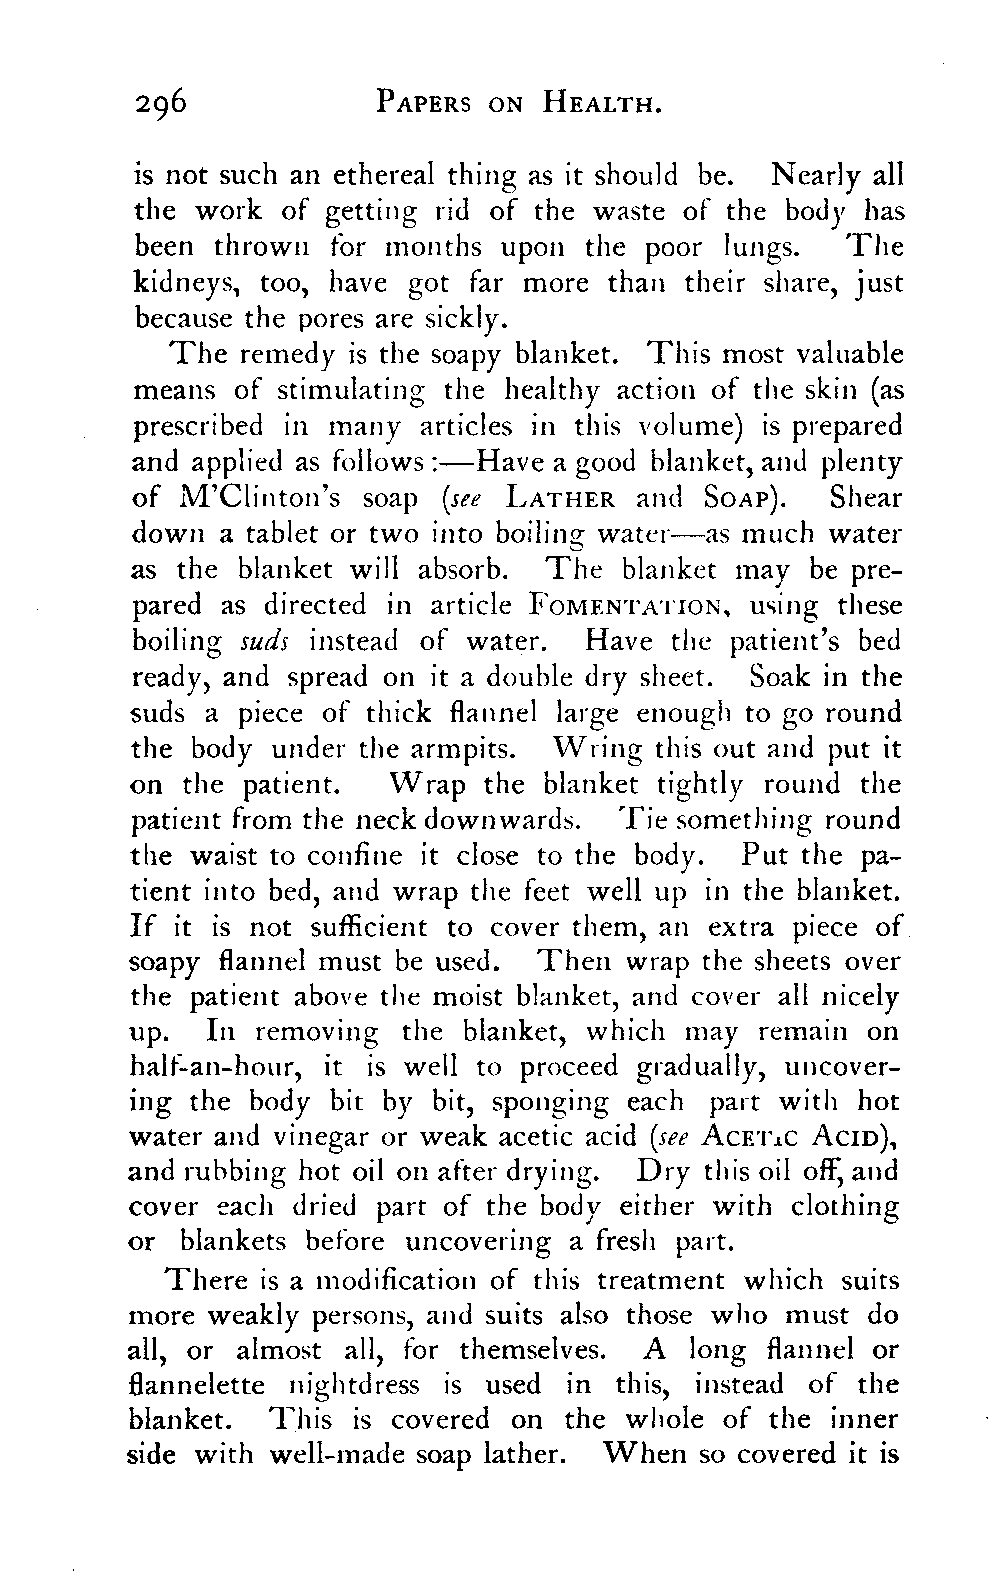 296 PAPERS ON HEALTH.
is not such an ethereal thing as it should be. Nearly all
the work of getting rid of the waste of the body has
been thrown for months upon the poor lungs. The
kidneys, too, have got far more than their share, just
because the pores are sickly.
The remedy is the soapy blanket. This most valuable
means of stimulating the healthy action of the skin (as
prescribed in many articles in this volume) is prepared
and applied as follows:—Have a good blanket, and plenty
of M'Clinton's soap (see LATHER and SOAP). Shear
down a tablet or two into boiling water—as much water
as the blanket will absorb. The blanket may be pre-
pared as directed in article FOMENTATION, using these
boiling suds instead of water. Have the patient's bed
ready, and spread on it a double dry sheet. Soak in the
suds a piece of thick flannel large enough to go round
the body under the armpits. Wring this out and put it
on the patient. Wrap the blanket tightly round the
patient from the neck downwards. Tie something round
the waist to confine it close to the body. Put the pa-
tient into bed, and wrap the feet well up in the blanket.
If it is not sufficient to cover them, an extra piece of
soapy flannel must be used. Then wrap the sheets over
the patient above the moist blanket, and cover all nicely
up. In removing the blanket, which may remain on
half-an-hour, it is well to proceed gradually, uncover-
ing the body bit by bit, sponging each part with hot
water and vinegar or weak acetic acid (see ACETIC ACID),
and rubbing hot oil on after drying. Dry this oil off, and
cover each dried part of the body either with clothing
or blankets before uncovering a fresh part.
There is a modification of this treatment which suits
more weakly persons, and suits also those who must do
all, or almost all, for themselves. A long flannel or
flannelette nightdress is used in this, instead of the
blanket. This is covered on the whole of the inner
side with well-made soap lather. When so covered it is